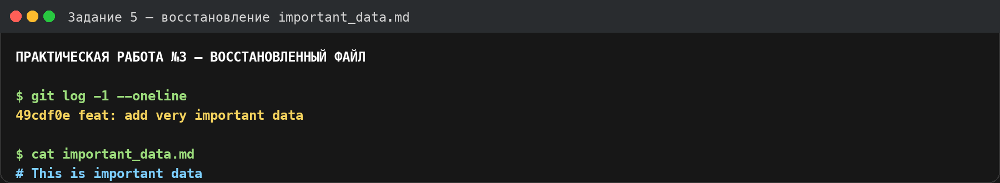 Задание 5 — восстановление important_data.md
ПРАКТИЧЕСКАЯ РАБОТА №3 — ВОССТАНОВЛЕННЫЙ ФАЙЛ
$ git log -1 --oneline
49cdf0e feat: add very important data
$ cat important_data.md
# This is important data